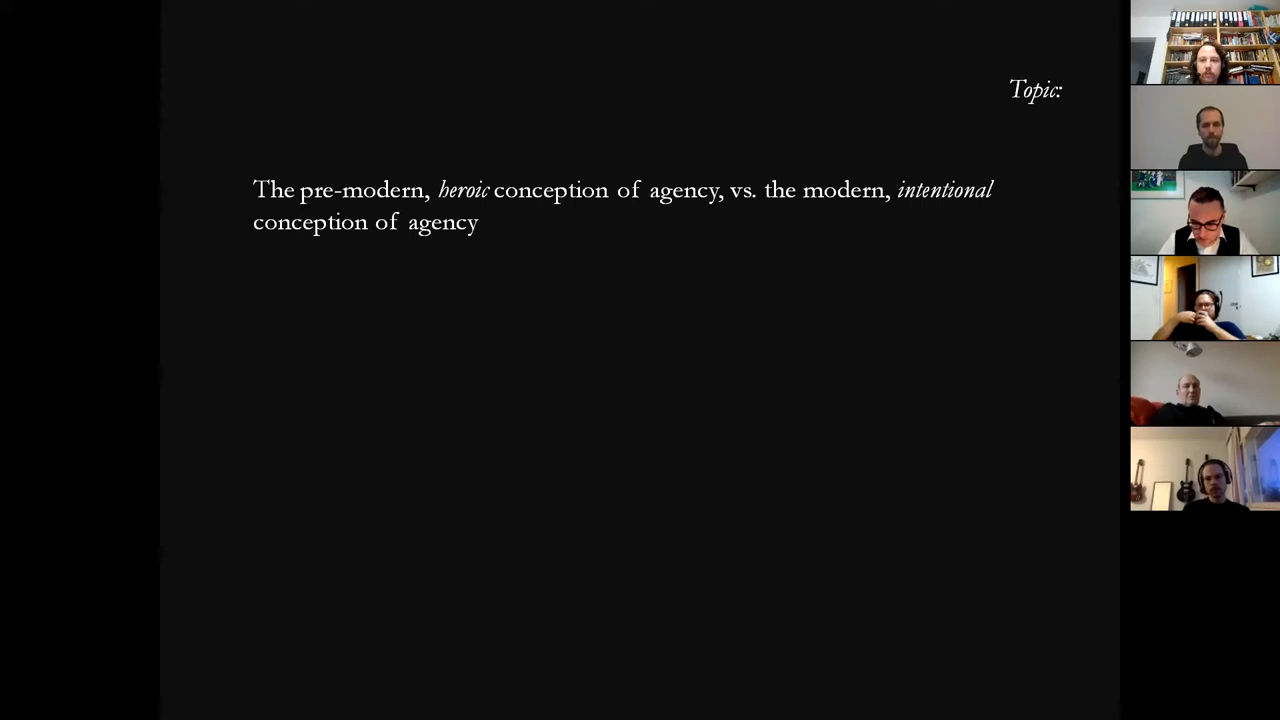 Topic:
The pre-modern, heroic conception of agency, vs. the modern, intentional
conception of agency